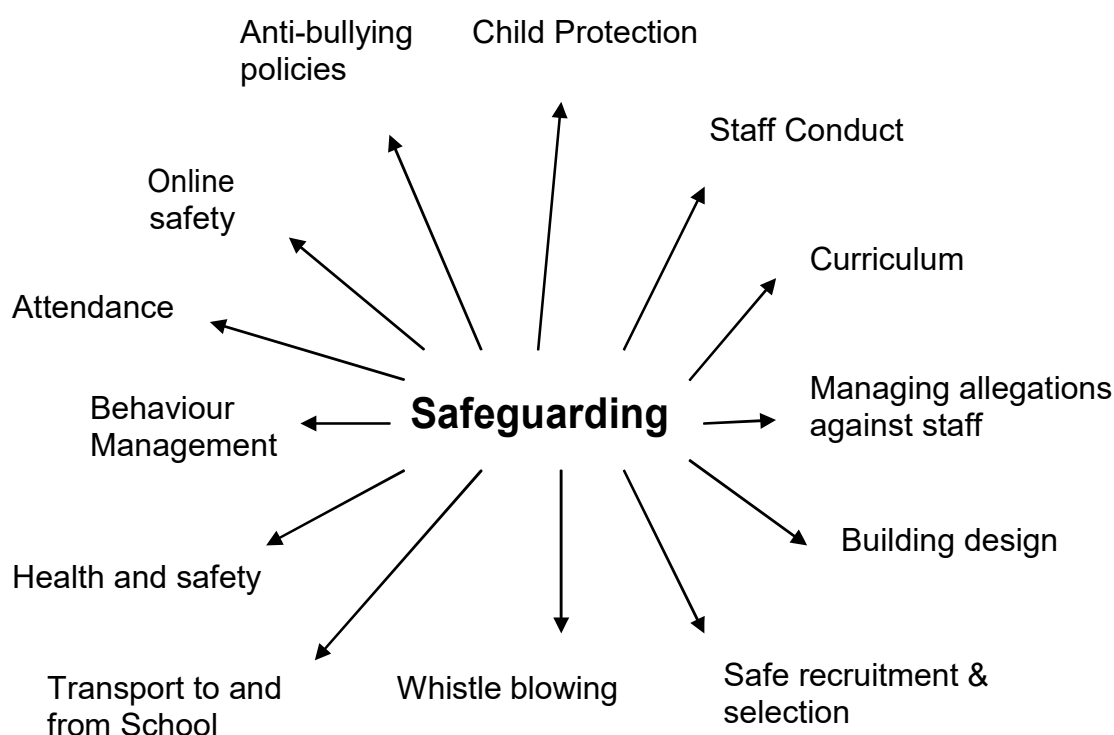 Anti-bullying
policies
Child Protection
Staff Conduct
Online
safety
Curriculum
Attendance
Managing allegations
against staff
Behaviour
Management
Safeguarding
Building design
Health and safety
Transport to and
from School
Whistle blowing
Safe recruitment &
selection